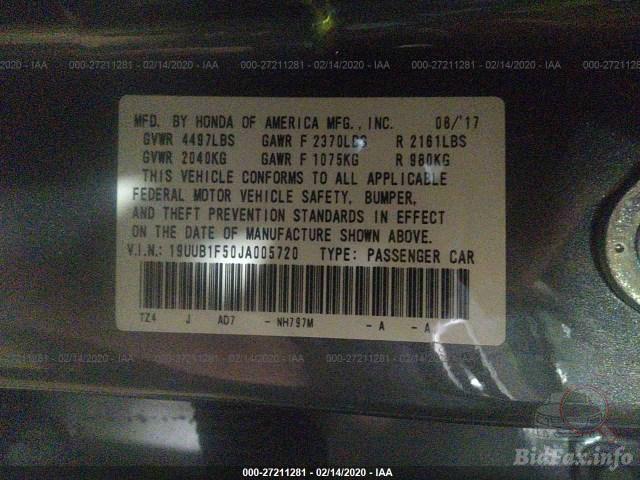 000-27211281 - 02/14/2020 - IAA
MFD. BY HONDA OF AMERICA MFG., INC. 08/'17
GVWR 4497LBS GAWR F 2370LBS R 2161LBS
GVWR 2040KG GAWR F 1075KG R 980KG
THIS VEHICLE CONFORMS TO ALL APPLICABLE
FEDERAL MOTOR VEHICLE SAFETY, BUMPER,
AND THEFT PREVENTION STANDARDS IN EFFECT
ON THE DATE OF MANUFACTURE SHOWN ABOVE.
V.I.N.: 19UUB1F50JA005720 TYPE: PASSENGER CAR
TZ4 J AD7 - NH797M - A - A
000-27211281 - 02/14/2020 - IAA
BidFax.info
000-27211281 - 02/14/2020 - IAA